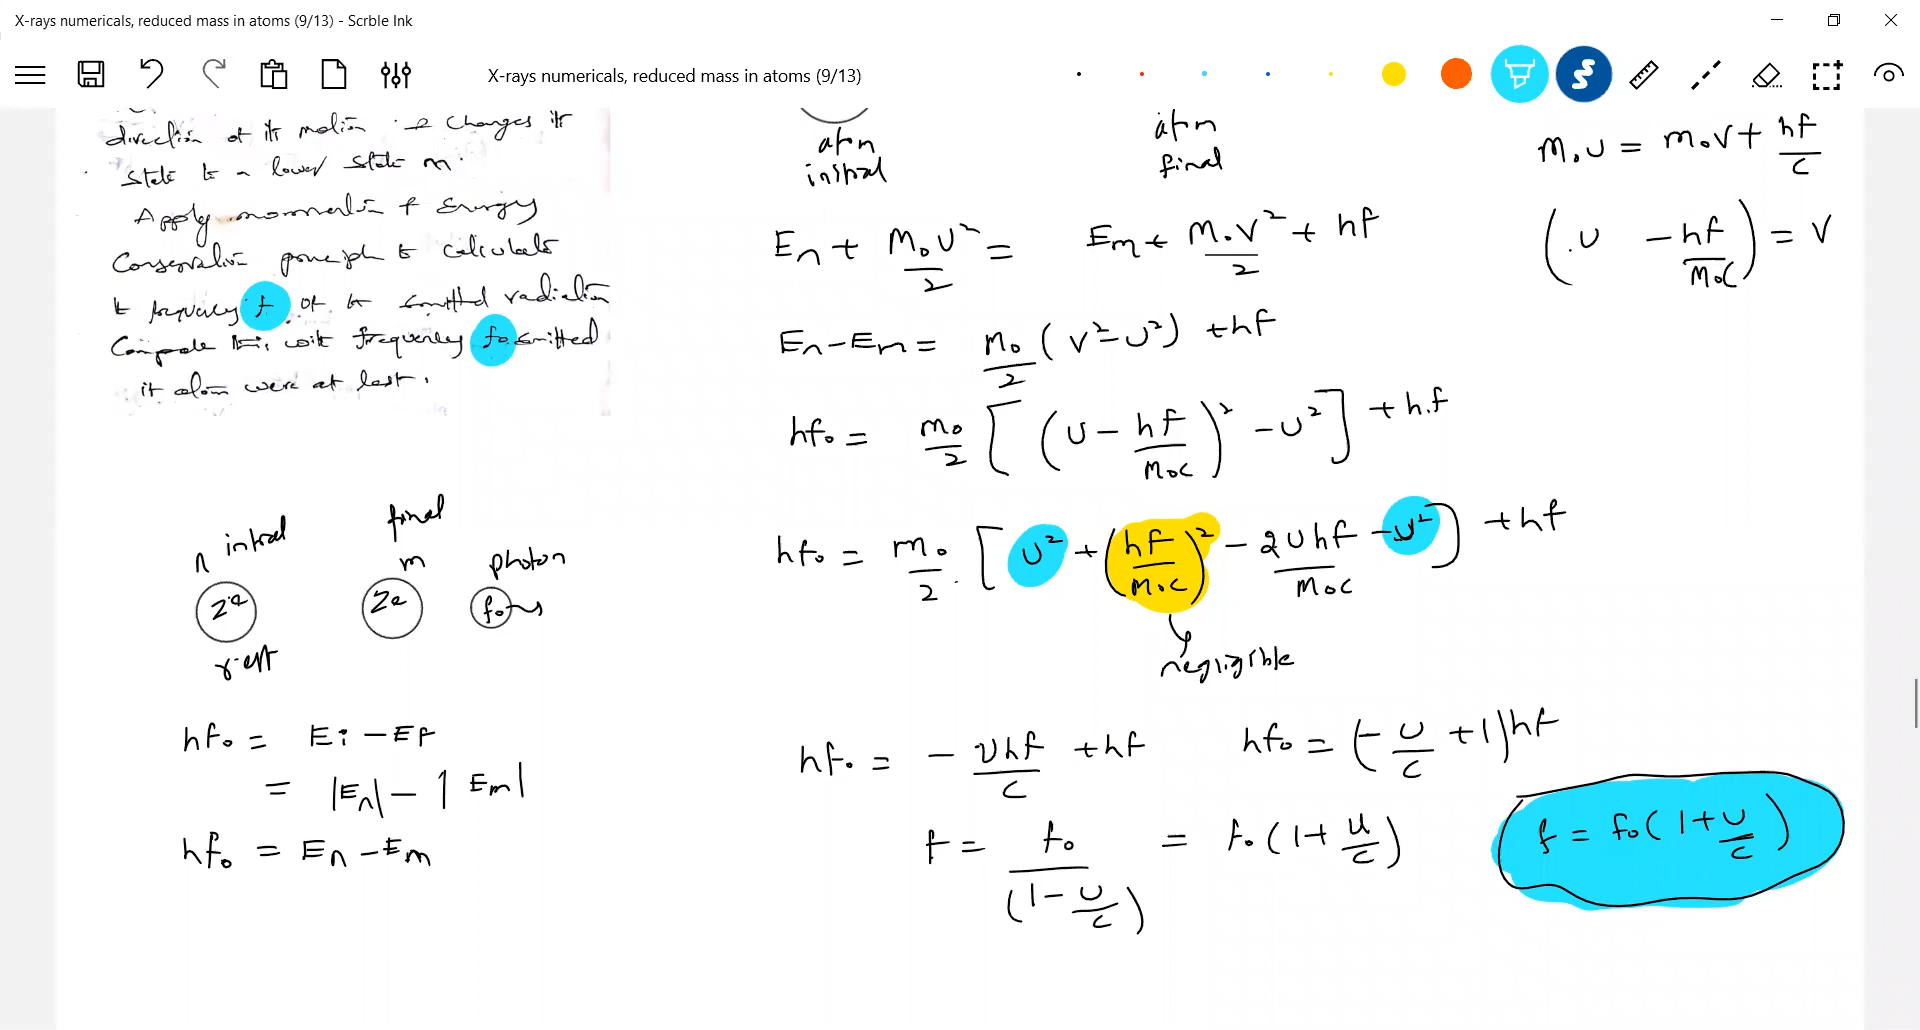 X-rays numericals, reduced mass in atoms (9/13) - Scrble Ink
X-rays numericals, reduced mass in atoms (9/13)
direction of its motion & changes its
state to a lower state m.
Apply momentum & energy
Conservation principle to calculate
frequency f of emitted radiation
Compare this with frequency f₀ emitted
if atom were at rest.
n initial
Ze
rest
final
m
Ze
photon
f₀
hf₀ = Ei - Ef
= |En| - |Em|
hf₀ = En - Em
atom
initial
atom
final
En + M₀U²/2 = Em + M₀V²/2 + hf
En - Em = M₀/2 (V² - U²) + hf
hf₀ = m₀/2 [(U - hf/M₀C)² - U²] + hf
hf₀ = m₀/2 . [U² + (hf/M₀C)² - 2Uhf/M₀C - U²] + hf
negligible
hf₀ = - Uhf/C + hf
hf₀ = (-U/C + 1)hf
f = f₀/(1 - U/C) = f₀(1 + U/C)
f = f₀(1 + U/C)
M₀U = M₀V + hf/C
(U - hf/M₀C) = V